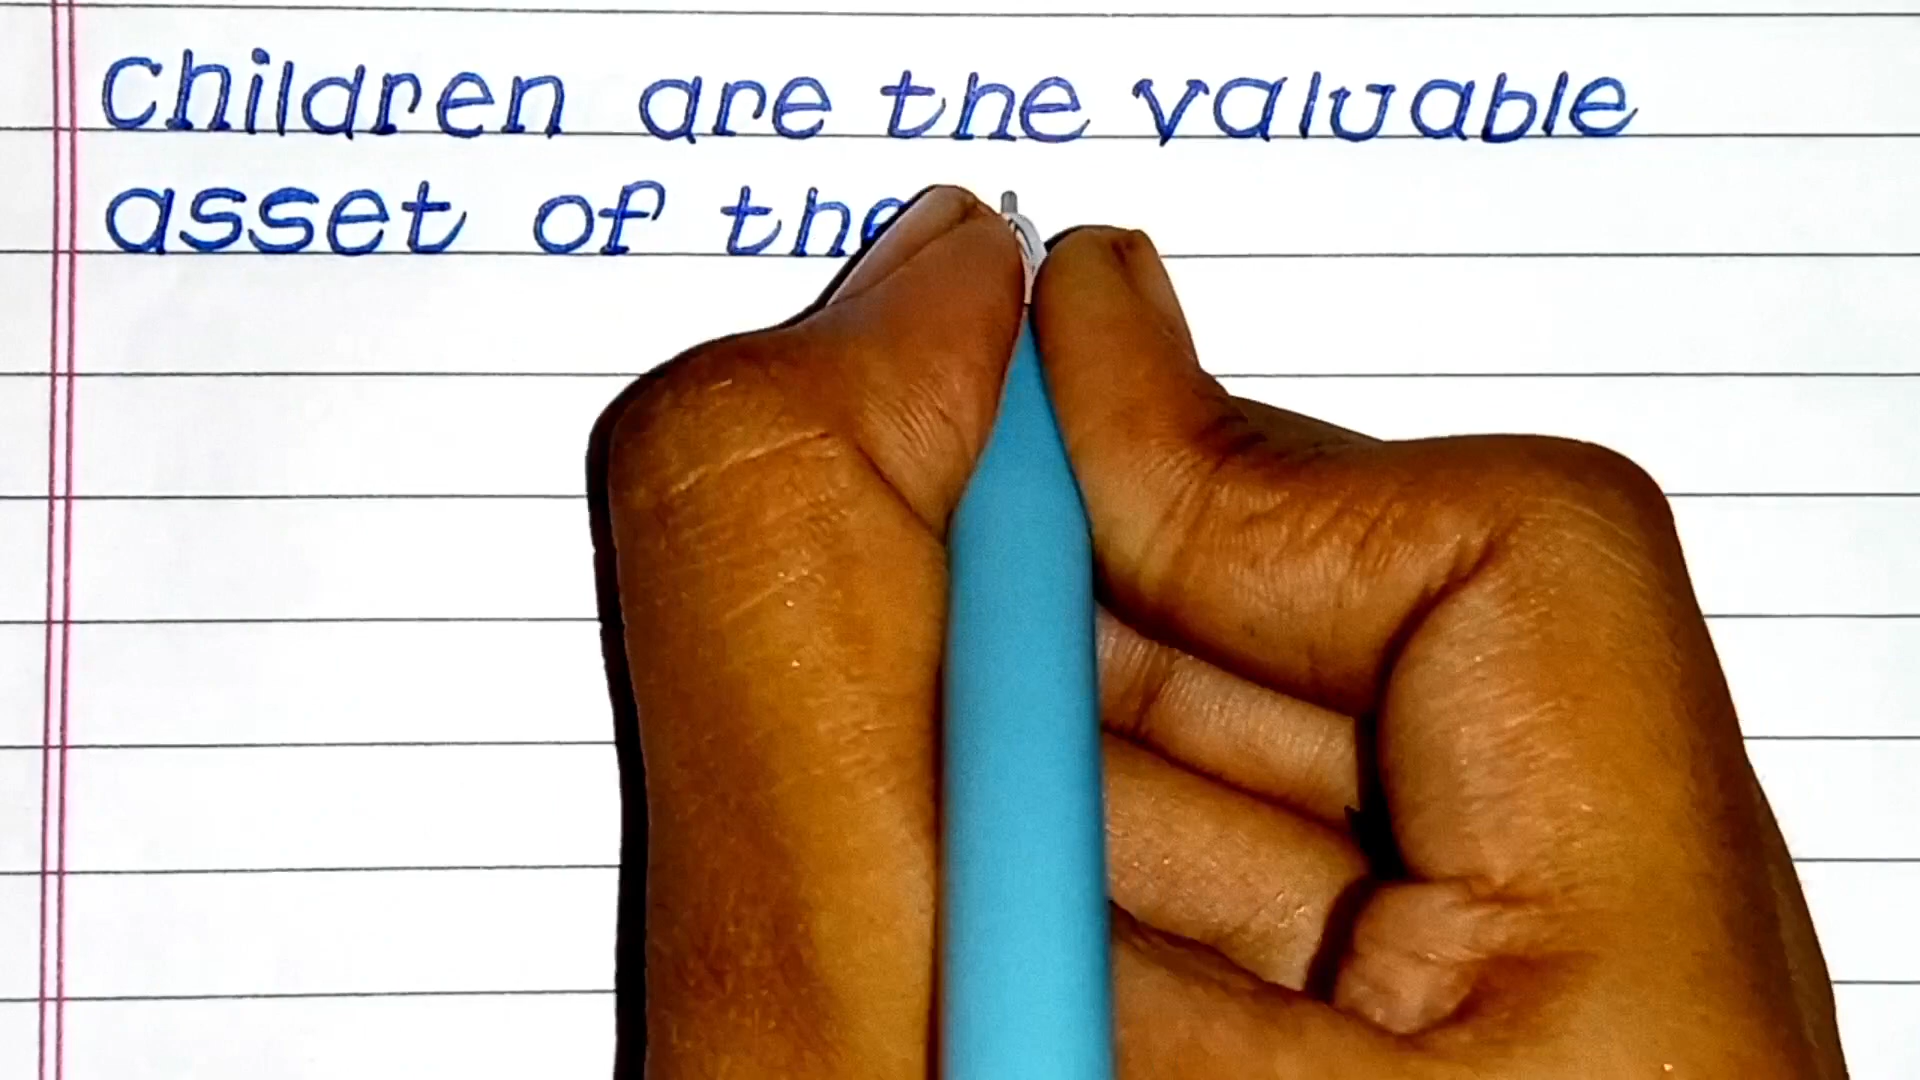 Children are the valuable
asset of the